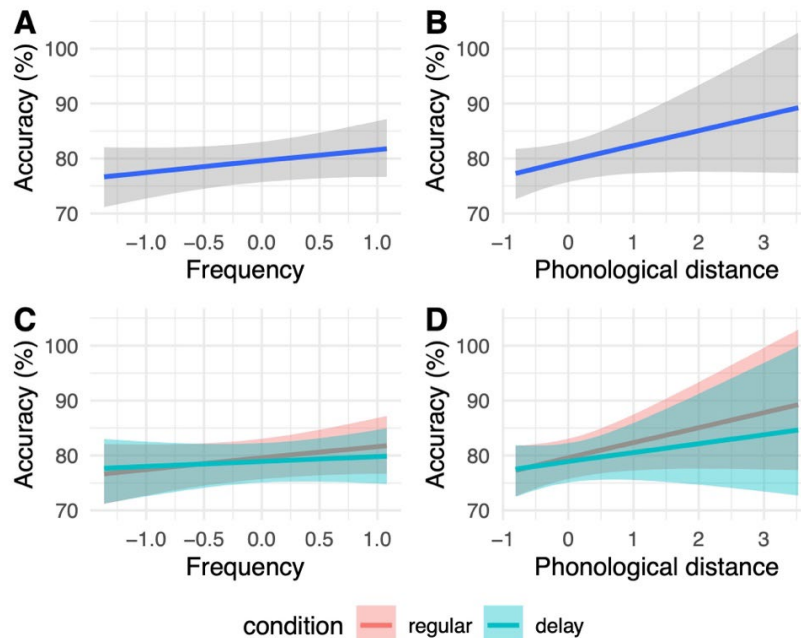 A
B
Accuracy (%)
100
90
80
70
−1.0 −0.5 0.0 0.5 1.0
Frequency
Accuracy (%)
100
90
80
70
−1 0 1 2 3
Phonological distance
C
D
Accuracy (%)
100
90
80
70
−1.0 −0.5 0.0 0.5 1.0
Frequency
Accuracy (%)
100
90
80
70
−1 0 1 2 3
Phonological distance
condition regular delay